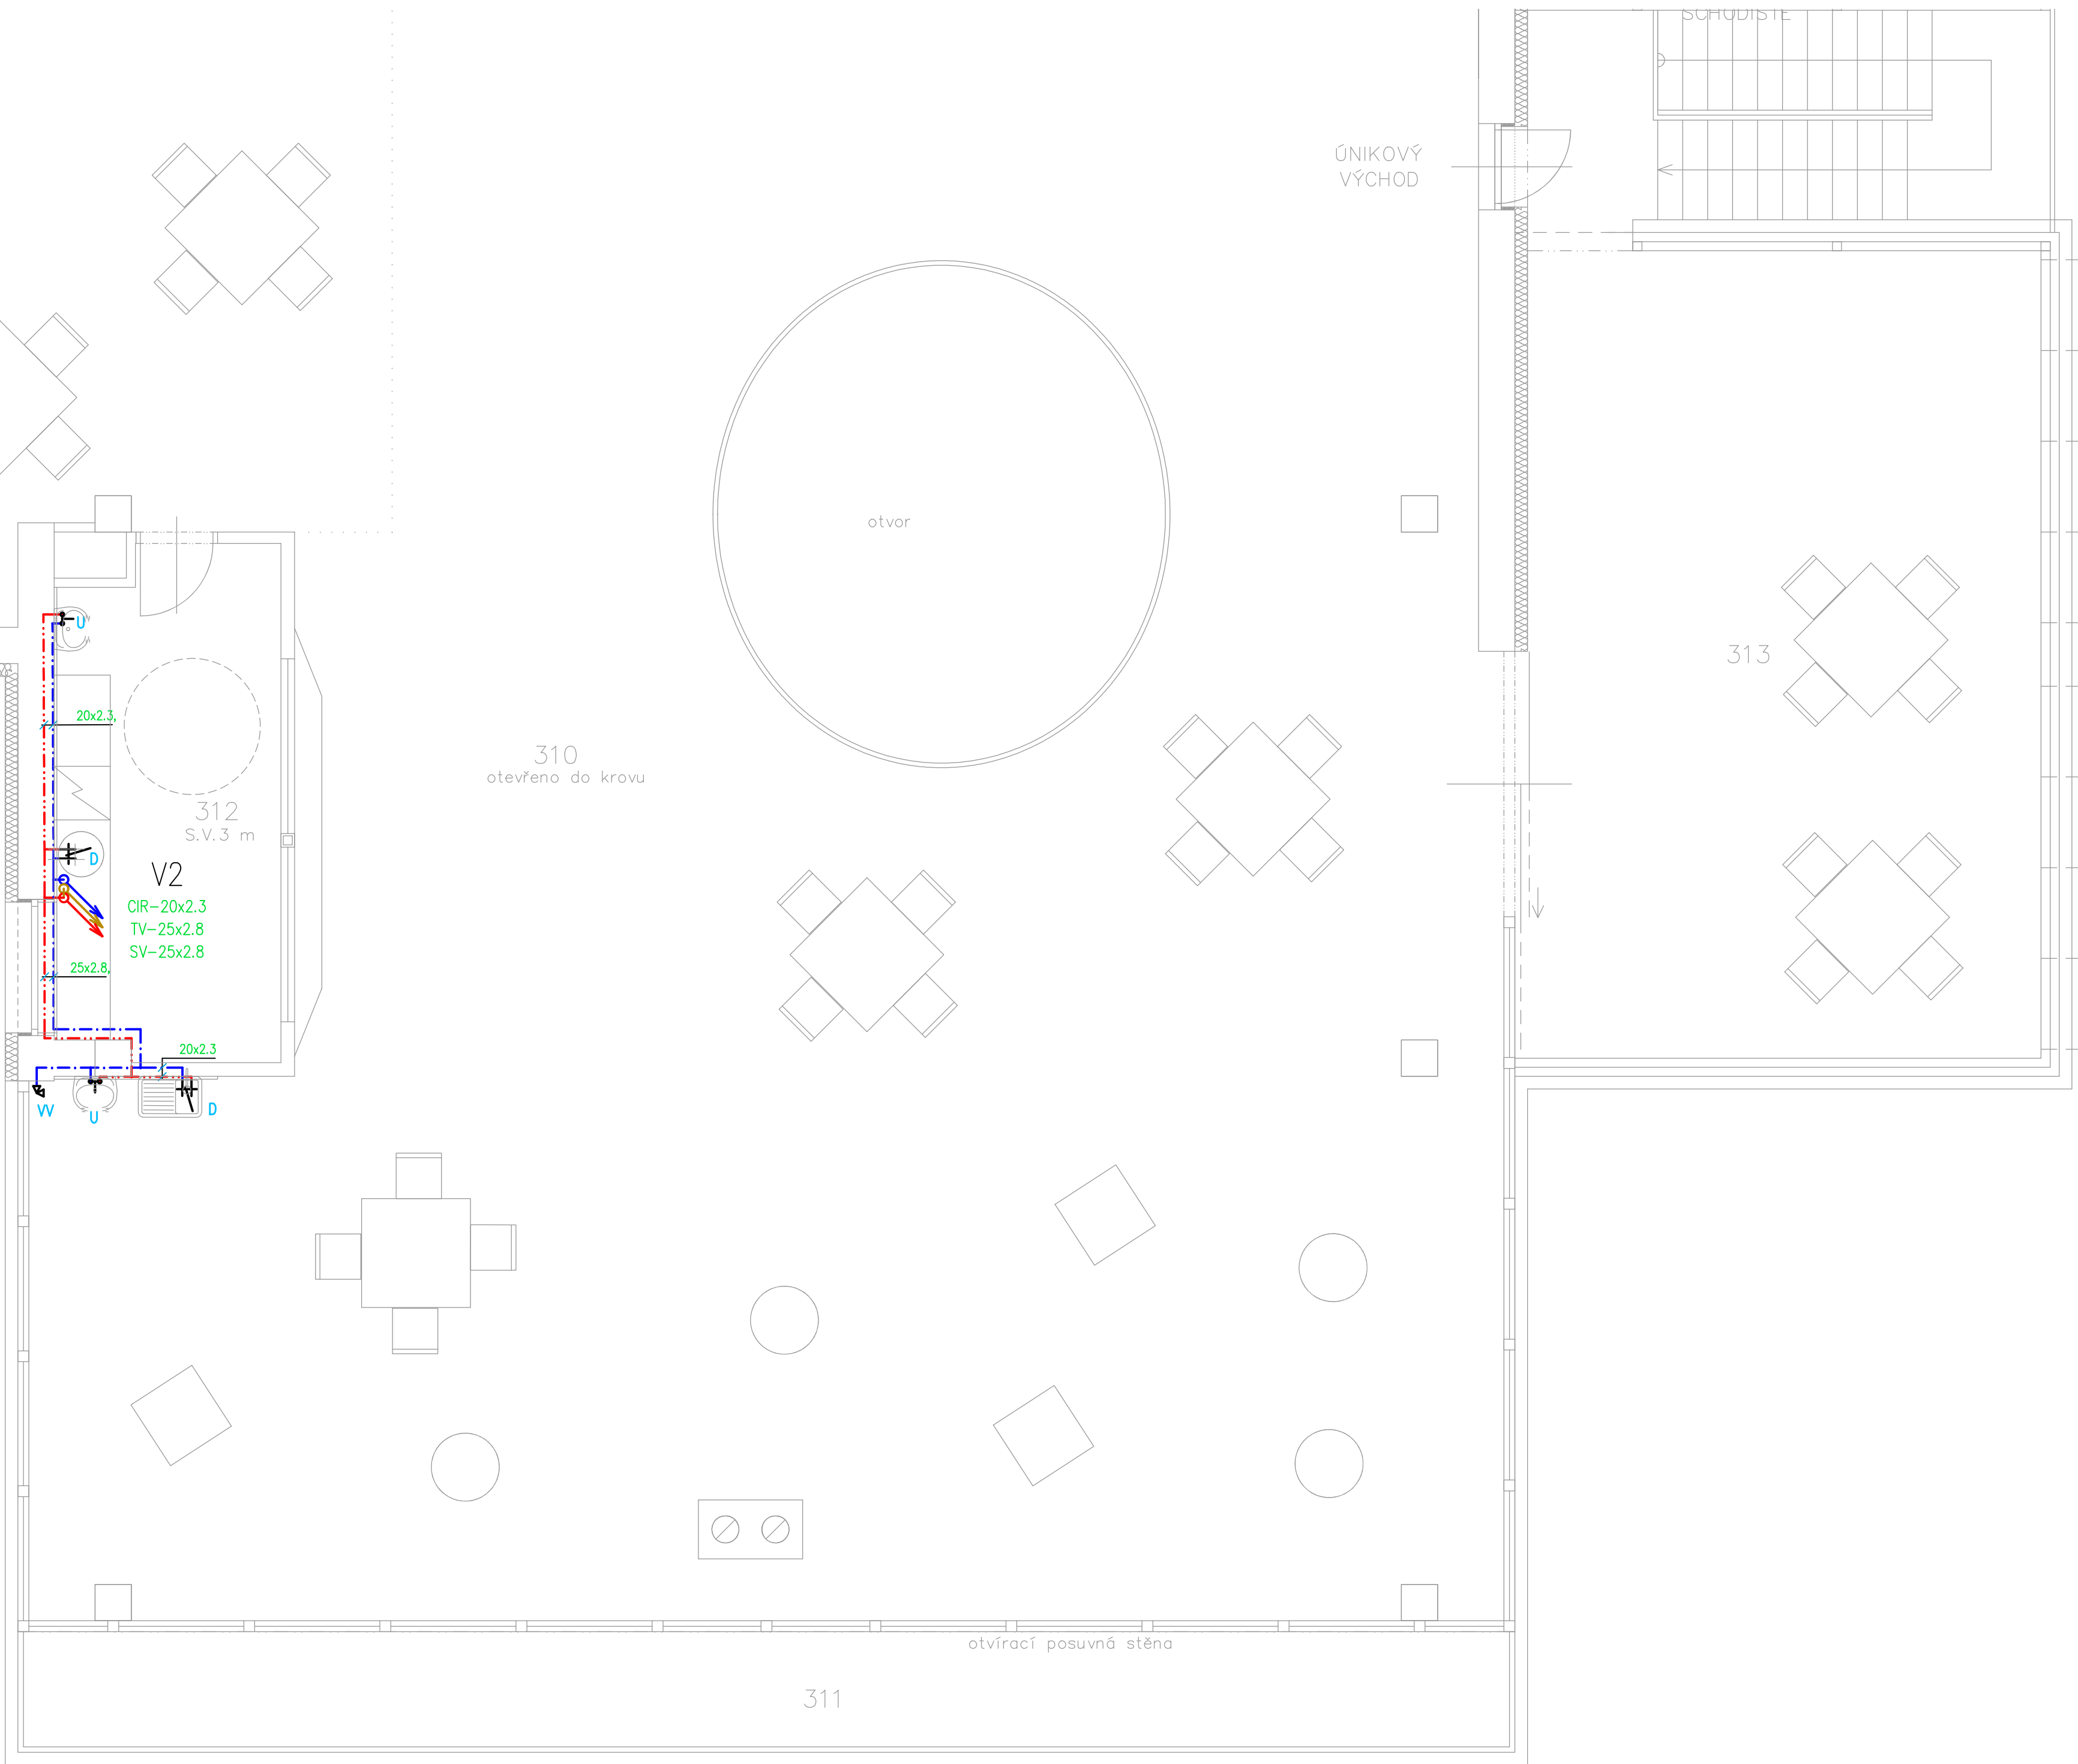 SCHODIŠTĚ
ÚNIKOVÝ
VÝCHOD
otvor
U
313
20x2.3,
310
otevřeno do krovu
312
S.V.3 m
D
V2
CIR-20x2.3
TV-25x2.8
SV-25x2.8
25x2.8,
20x2.3
VV
U
D
otvírací posuvná stěna
311